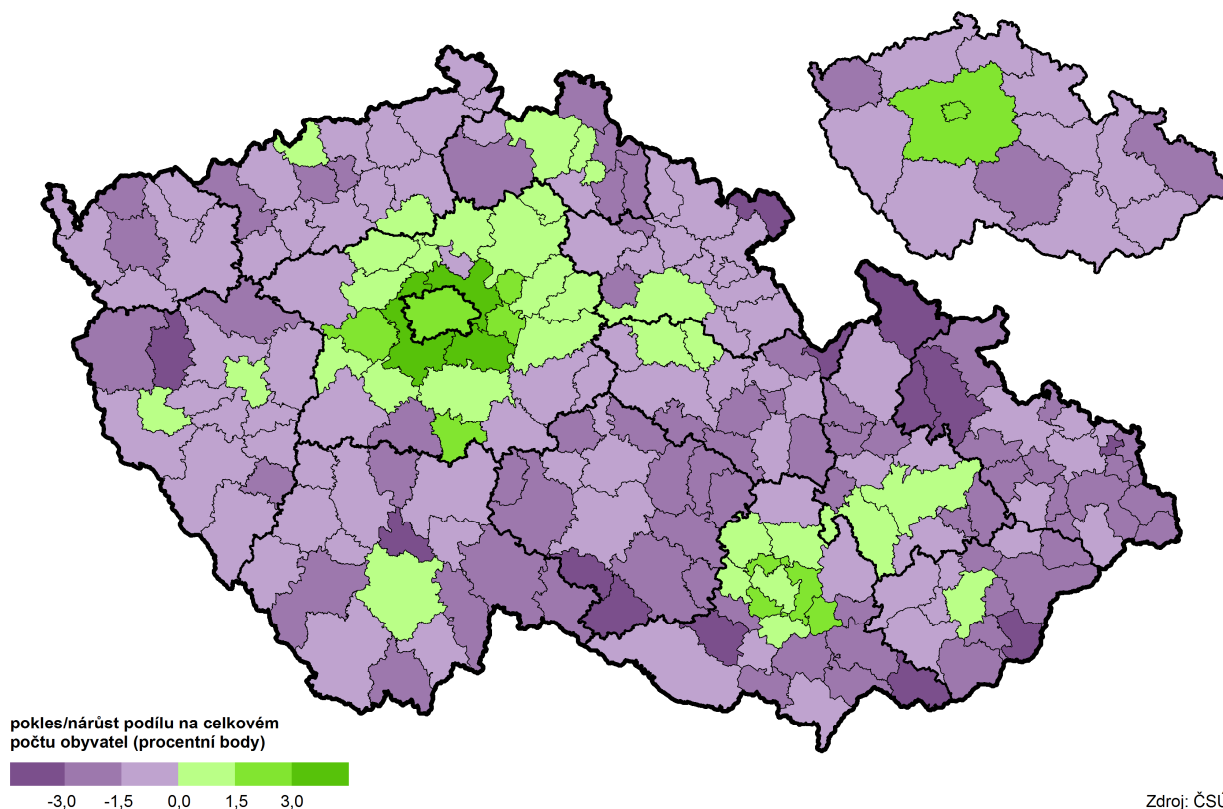 pokles/nárůst podílu na celkovém
počtu obyvatel (procentní body)
-3,0 -1,5 0,0 1,5 3,0
Zdroj: ČSÚ